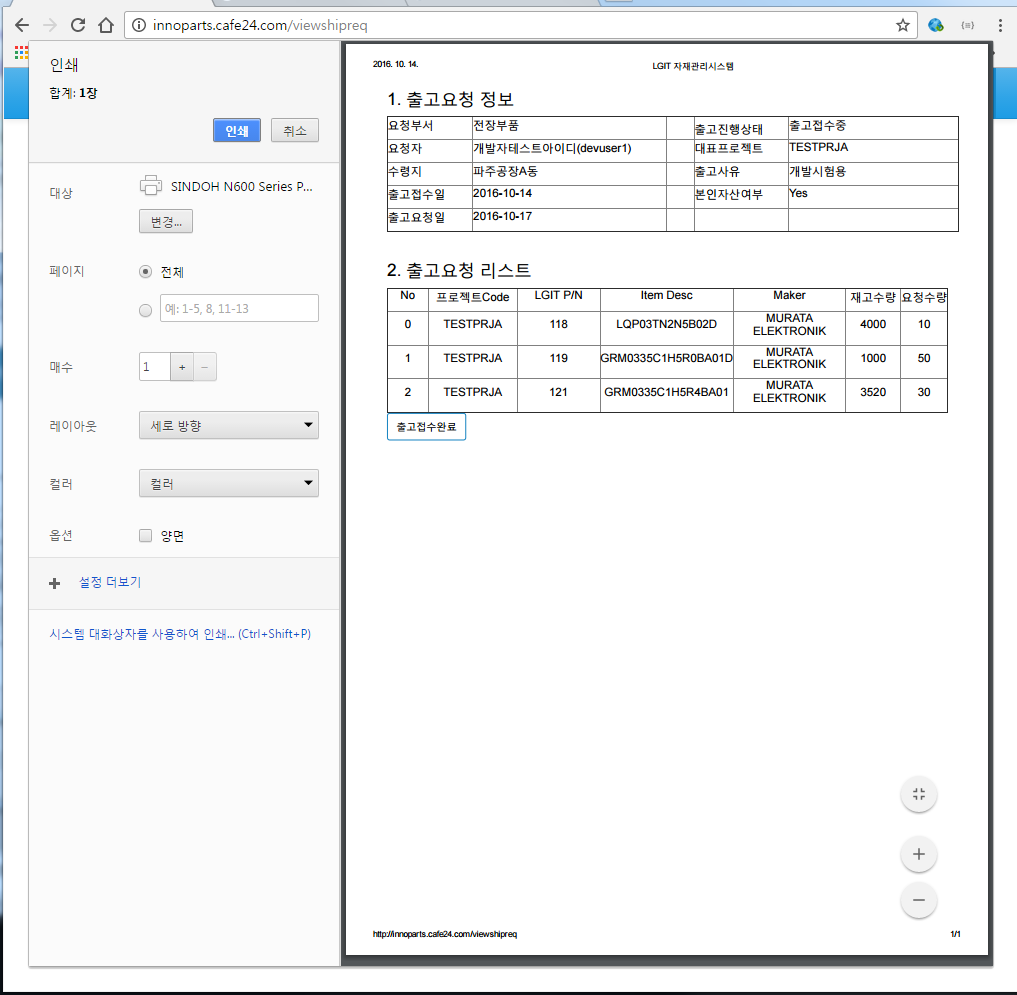 innoparts.cafe24.com/viewshipreq
인쇄
합계: 1장
인쇄 취소
대상 SINDOH N600 Series P...
변경...
페이지 전체
예: 1-5, 8, 11-13
매수 1 + −
레이아웃 세로 방향
컬러 컬러
옵션 양면
설정 더보기
시스템 대화상자를 사용하여 인쇄... (Ctrl+Shift+P)
2016. 10. 14. LGIT 자재관리시스템
1. 출고요청 정보
요청부서 전장부품 출고진행상태 출고접수중
요청자 개발자테스트아이디(devuser1) 대표프로젝트 TESTPRJA
수령지 파주공장A동 출고사유 개발시험용
출고접수일 2016-10-14 본인자산여부 Yes
출고요청일 2016-10-17
2. 출고요청 리스트
No 프로젝트Code LGIT P/N Item Desc Maker 재고수량 요청수량
0 TESTPRJA 118 LQP03TN2N5B02D MURATA ELEKTRONIK 4000 10
1 TESTPRJA 119 GRM0335C1H5R0BA01D MURATA ELEKTRONIK 1000 50
2 TESTPRJA 121 GRM0335C1H5R4BA01 MURATA ELEKTRONIK 3520 30
출고접수완료
http://innoparts.cafe24.com/viewshipreq 1/1